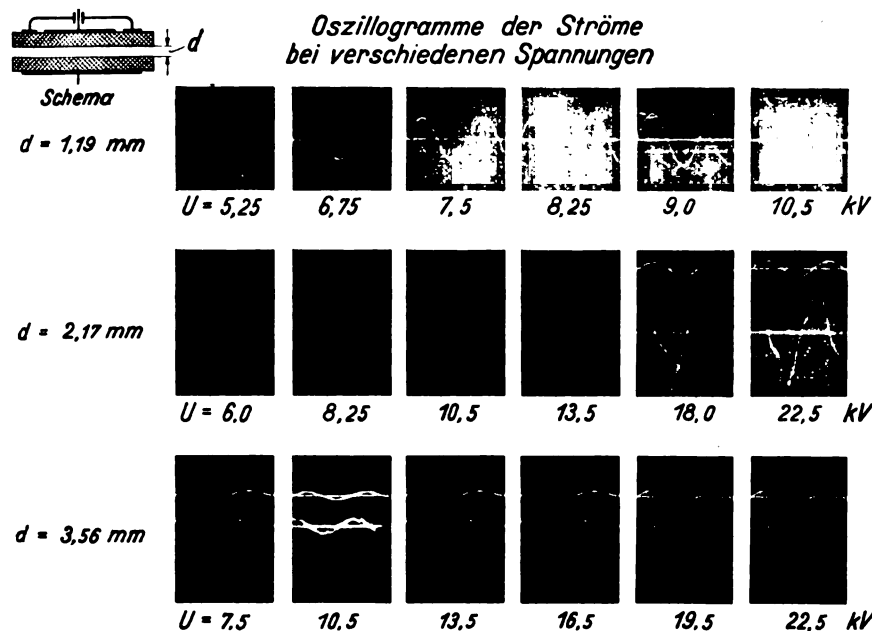 Oszillogramme der Ströme
bei verschiedenen Spannungen
d
Schema
d = 1,19 mm
U = 5,25 6,75 7,5 8,25 9,0 10,5 kV
d = 2,17 mm
U = 6.0 8,25 10,5 13,5 18,0 22,5 kV
d = 3,56 mm
U = 7.5 10,5 13,5 16,5 19,5 22,5 kV